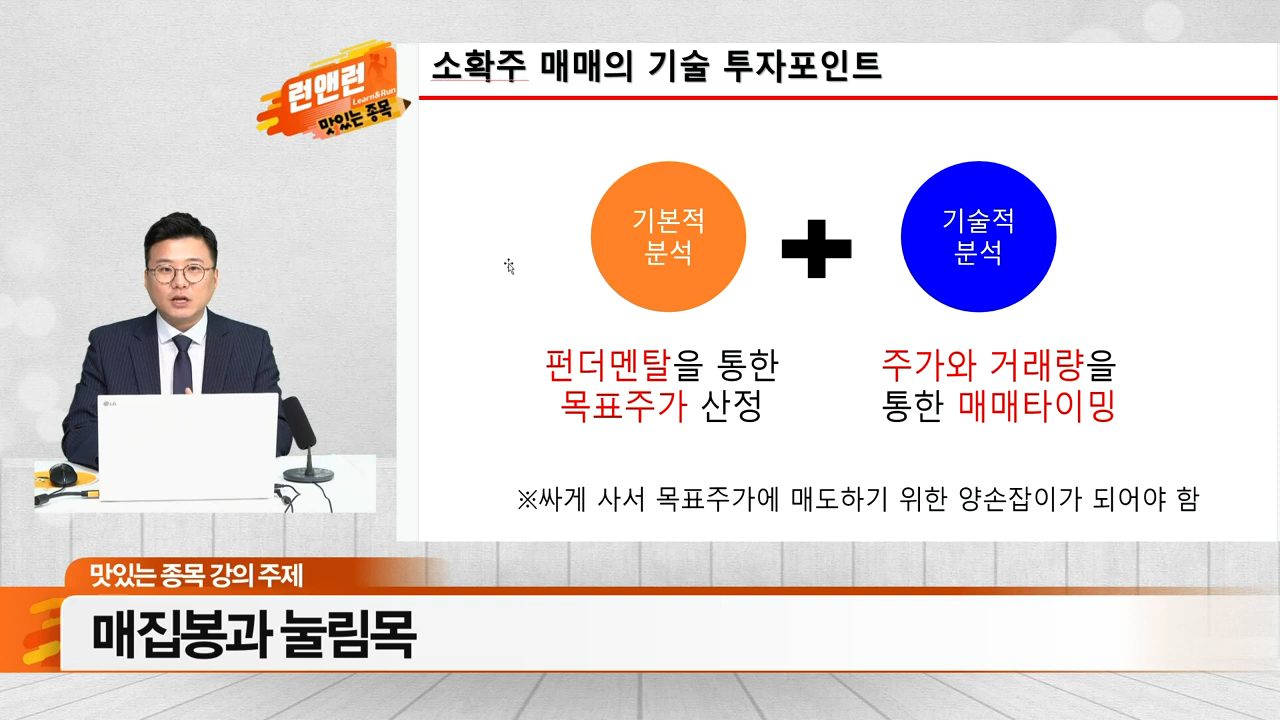 소확주 매매의 기술 투자포인트
런앤런
Learn&Run
맛있는 종목
기본적
분석
기술적
분석
펀더멘탈을 통한
목표주가 산정
주가와 거래량을
통한 매매타이밍
※싸게 사서 목표주가에 매도하기 위한 양손잡이가 되어야 함
LG
맛있는 종목 강의 주제
매집봉과 눌림목